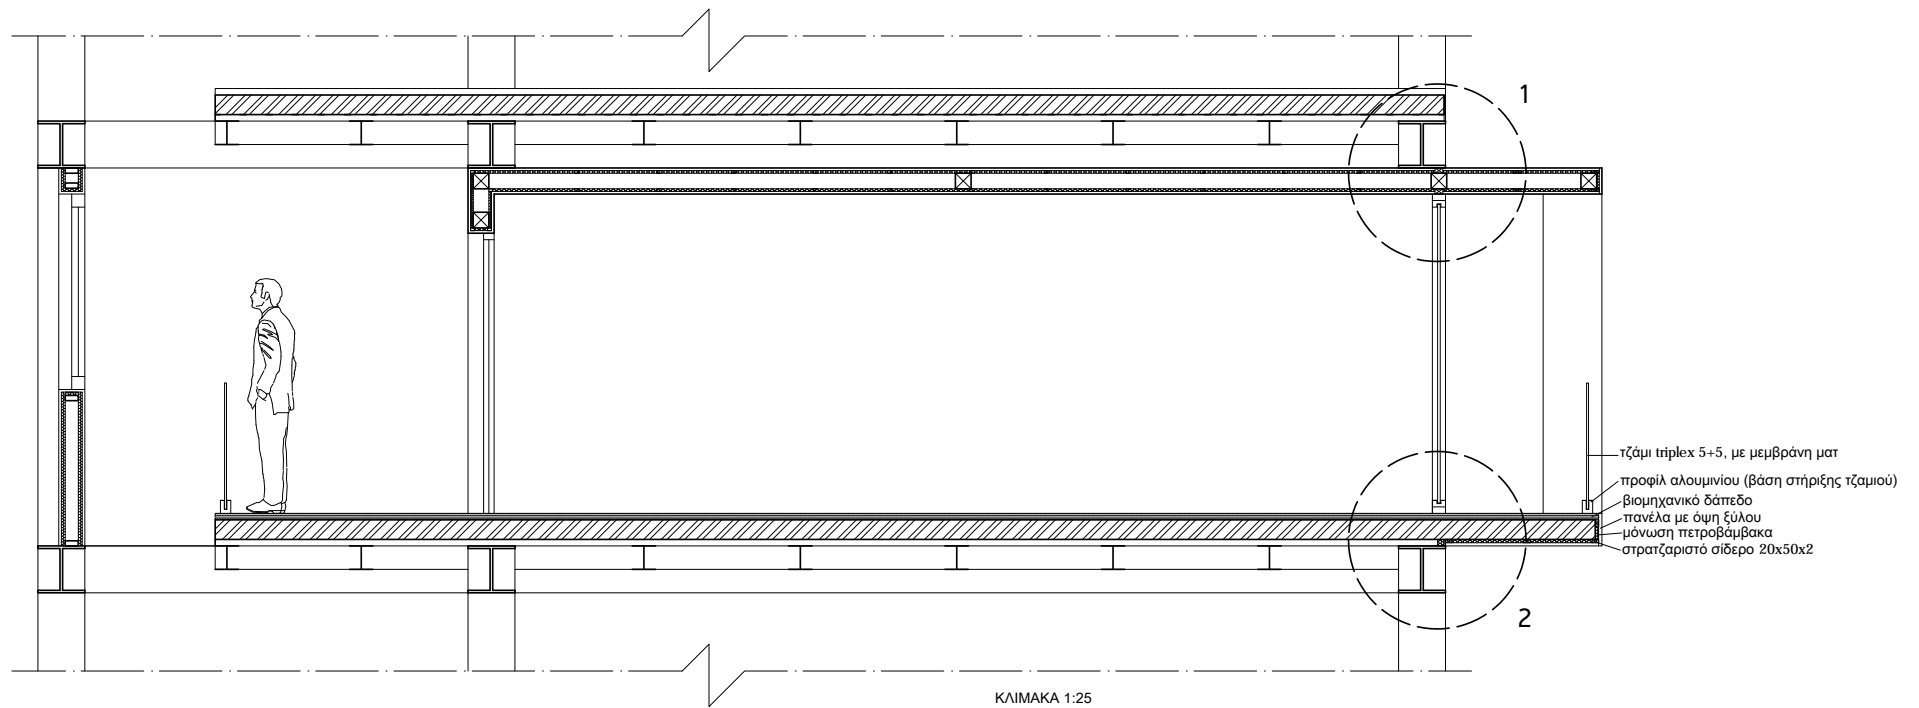 1
τζάμι triplex 5+5, με μεμβράνη ματ
προφίλ αλουμινίου (βάση στήριξης τζαμιού)
βιομηχανικό δάπεδο
πανέλα με όψη ξύλου
μόνωση πετροβάμβακα
στρατζαριστό σίδερο 20x50x2
2
ΚΛΙΜΑΚΑ 1:25